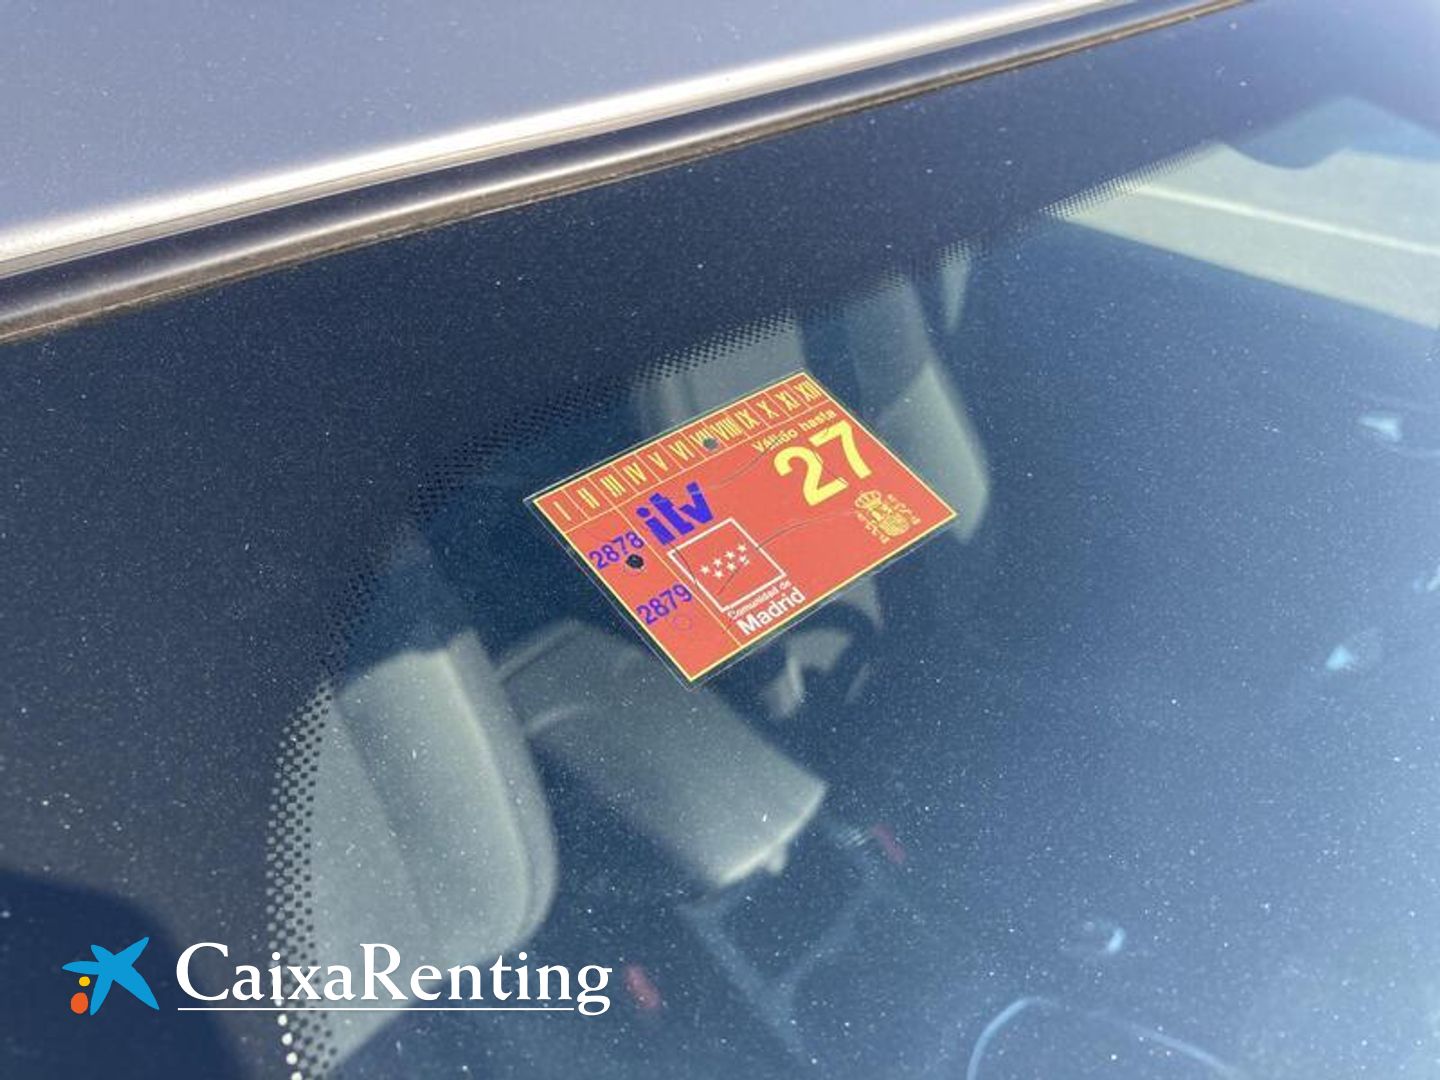 I II III IV V VI VII VIII IX X XI XII
Válido hasta
27
itv
2878
2879
Comunidad de
Madrid
CaixaRenting